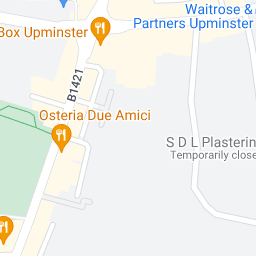 Waitrose &
Partners Upminster
Box Upminster
B1421
Osteria Due Amici
S D L Plasterin
Temporarily close